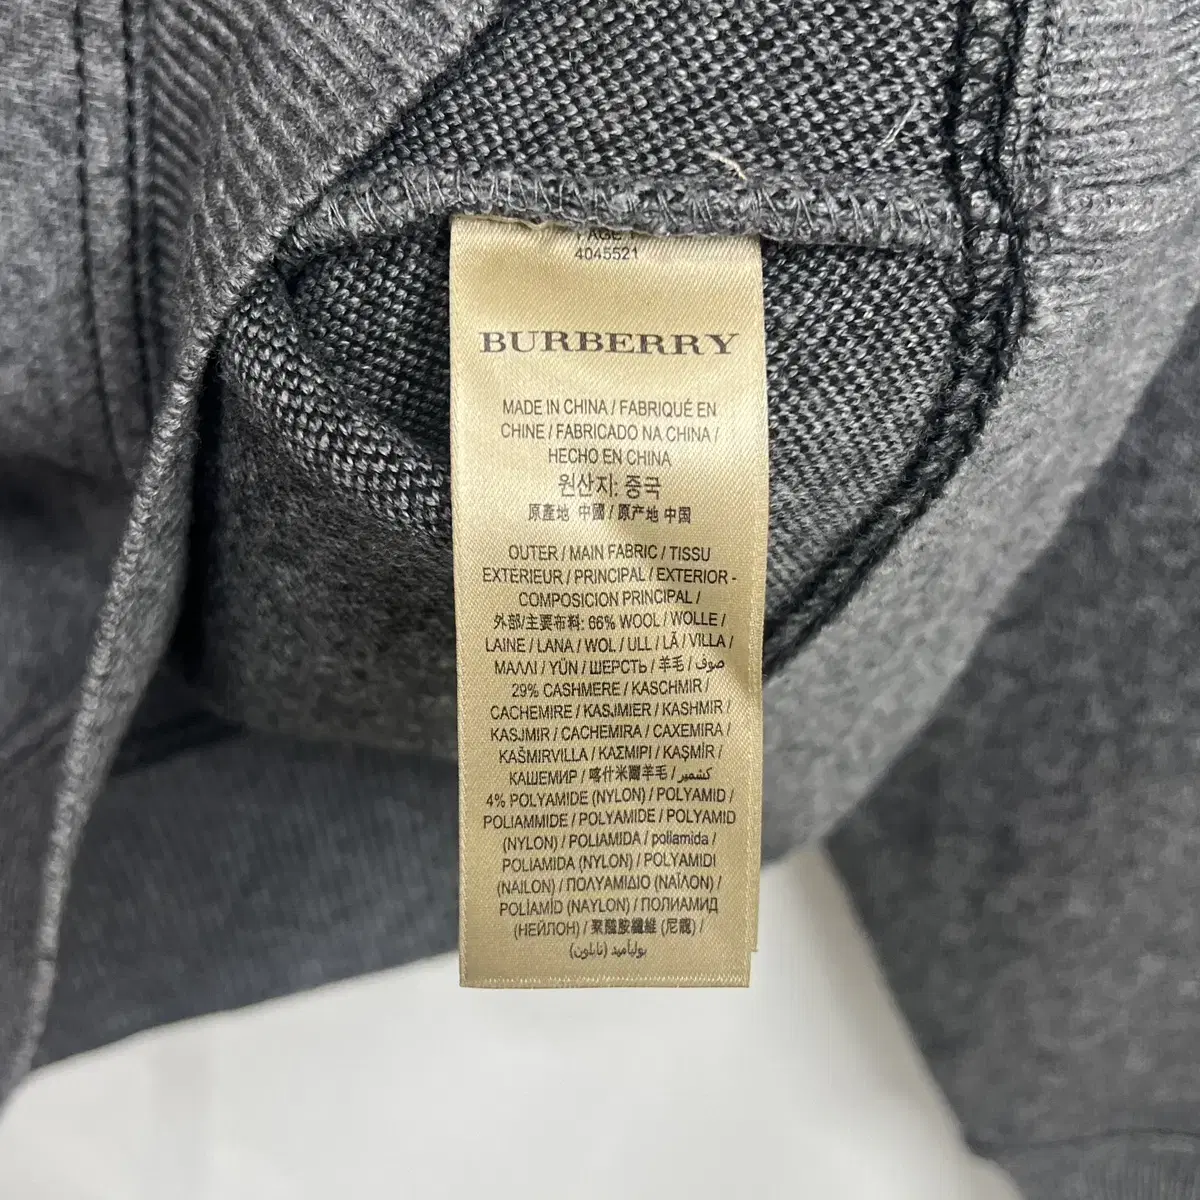 4045521
BURBERRY
MADE IN CHINA / FABRIQUÉ EN
CHINE / FABRICADO NA CHINA /
HECHO EN CHINA
원산지: 중국
原產地 中國 / 原产地 中国
OUTER / MAIN FABRIC / TISSU
EXTÉRIEUR / PRINCIPAL / EXTERIOR -
COMPOSICION PRINCIPAL /
外部/主要布料: 66% WOOL / WOLLE /
LAINE / LANA / WOL / ULL / LÃ / VILLA /
ΜΑΛΛΙ / YÜN / ШЕРСТЬ / 羊毛 / صوف /
29% CASHMERE / KASCHMIR /
CACHEMIRE / KASJMIER / KASHMIR /
KASJMIR / CACHEMIRA / CAXEMIRA /
KAŠMIRVILLA / ΚΑΣΜΙΡΙ / KAŞMİR /
КАШЕМИР / 喀什米爾羊毛 / كشمير /
4% POLYAMIDE (NYLON) / POLYAMID /
POLIAMMIDE / POLYAMIDE / POLYAMID
(NYLON) / POLIAMIDA / poliamida /
POLIAMIDA (NYLON) / POLYAMIDI
(NAILON) / ΠΟΛΥΑΜΙΔΙΟ (ΝΑΪΛΟΝ) /
POLİAMİD (NAYLON) / ПОЛИАМИД
(НЕЙЛОН) / 聚醯胺纖維 (尼龍) /
بوليأميد (نايلون)